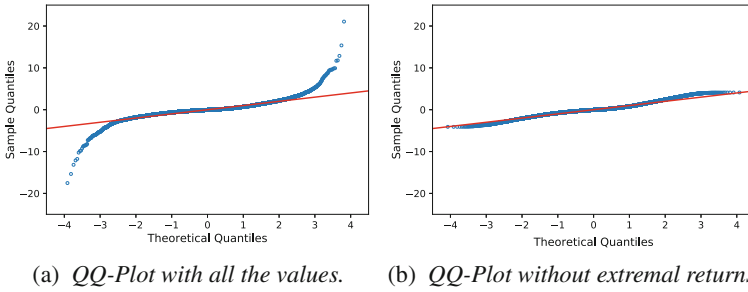 20
10
0
−10
−20
Sample Quantiles
−4 −3 −2 −1 0 1 2 3 4
Theoretical Quantiles
(a) QQ-Plot with all the values.
20
10
0
−10
−20
Sample Quantiles
−4 −3 −2 −1 0 1 2 3 4
Theoretical Quantiles
(b) QQ-Plot without extremal return.